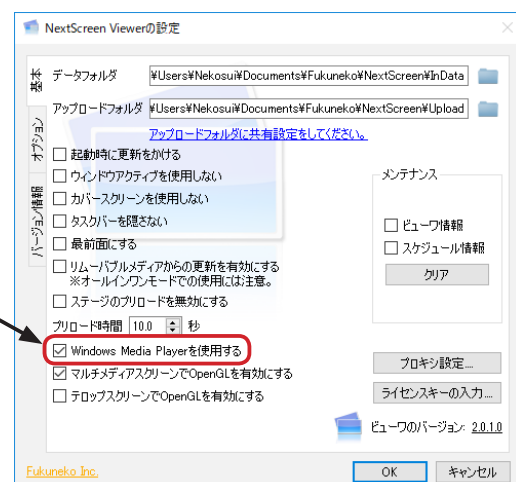 NextScreen Viewerの設定
基本
オプション
バージョン情報
データフォルダ ¥Users¥Nekosui¥Documents¥Fukuneko¥NextScreen¥InData
アップロードフォルダ ¥Users¥Nekosui¥Documents¥Fukuneko¥NextScreen¥Upload
アップロードフォルダに共有設定をしてください。
起動時に更新をかける
ウィンドウアクティブを使用しない
カバースクリーンを使用しない
タスクバーを隠さない
最前面にする
リムーバブルメディアからの更新を有効にする
※オールインワンモードでの使用には注意。
ステージのプリロードを無効にする
プリロード時間 10.0 秒
Windows Media Playerを使用する
マルチメディアスクリーンでOpenGLを有効にする
テロップスクリーンでOpenGLを有効にする
メンテナンス
ビューワ情報
スケジュール情報
クリア
プロキシ設定...
ライセンスキーの入力...
ビューワのバージョン: 2.0.1.0
Fukuneko Inc.
OK
キャンセル